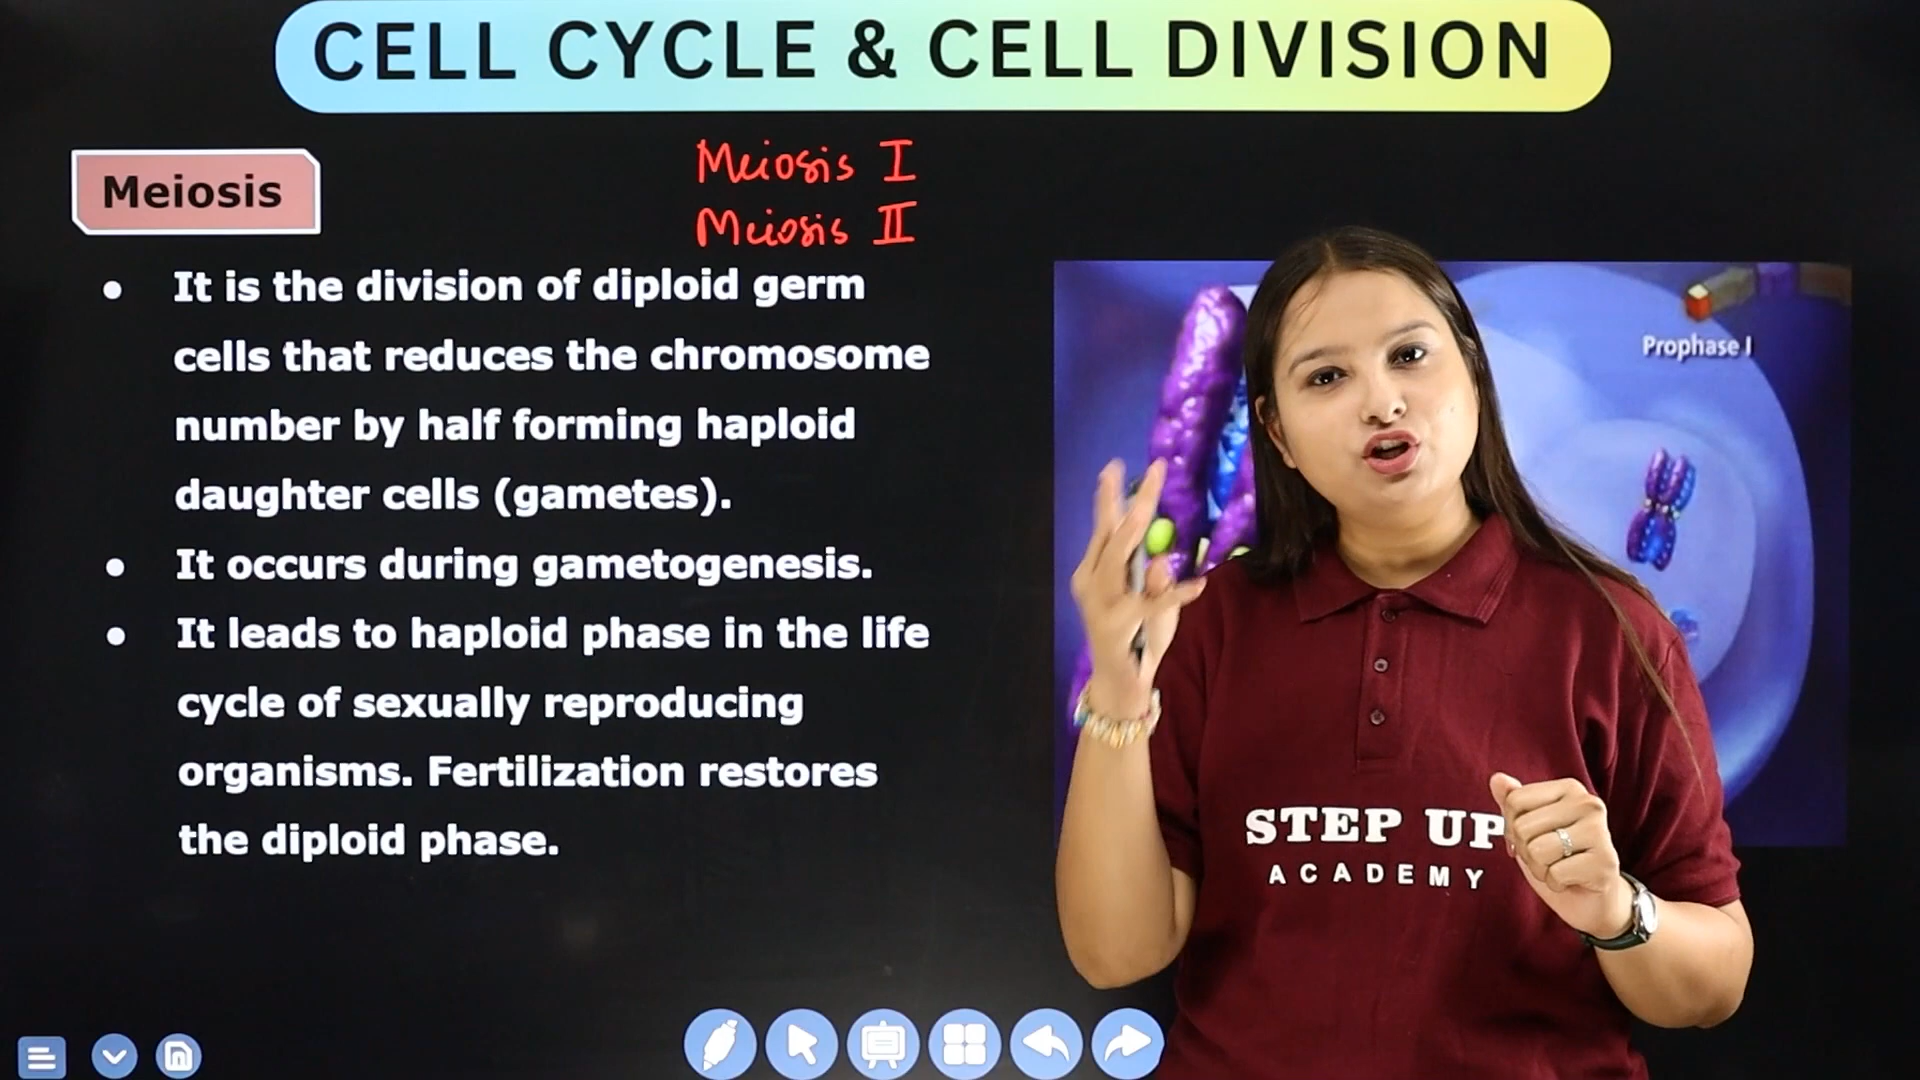 CELL CYCLE & CELL DIVISION
Meiosis
Meiosis I
Meiosis II
• It is the division of diploid germ
cells that reduces the chromosome
number by half forming haploid
daughter cells (gametes).
• It occurs during gametogenesis.
• It leads to haploid phase in the life
cycle of sexually reproducing
organisms. Fertilization restores
the diploid phase.
Prophase I
STEP UP
ACADEMY